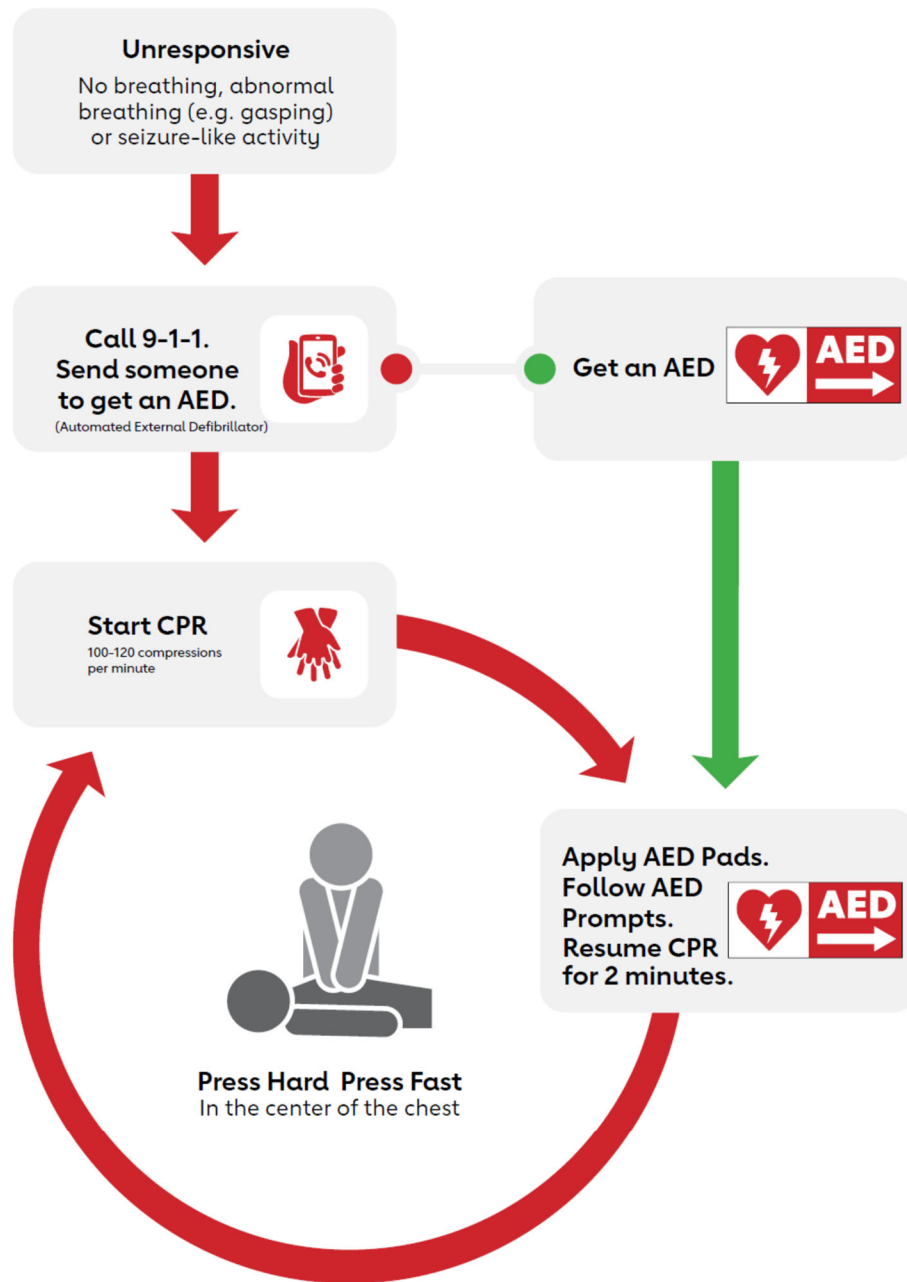 Unresponsive
No breathing, abnormal
breathing (e.g. gasping)
or seizure-like activity
Call 9-1-1.
Send someone
to get an AED.
(Automated External Defibrillator)
Get an AED
AED
Start CPR
100-120 compressions
per minute
Apply AED Pads.
Follow AED
Prompts.
Resume CPR
for 2 minutes.
AED
Press Hard Press Fast
In the center of the chest